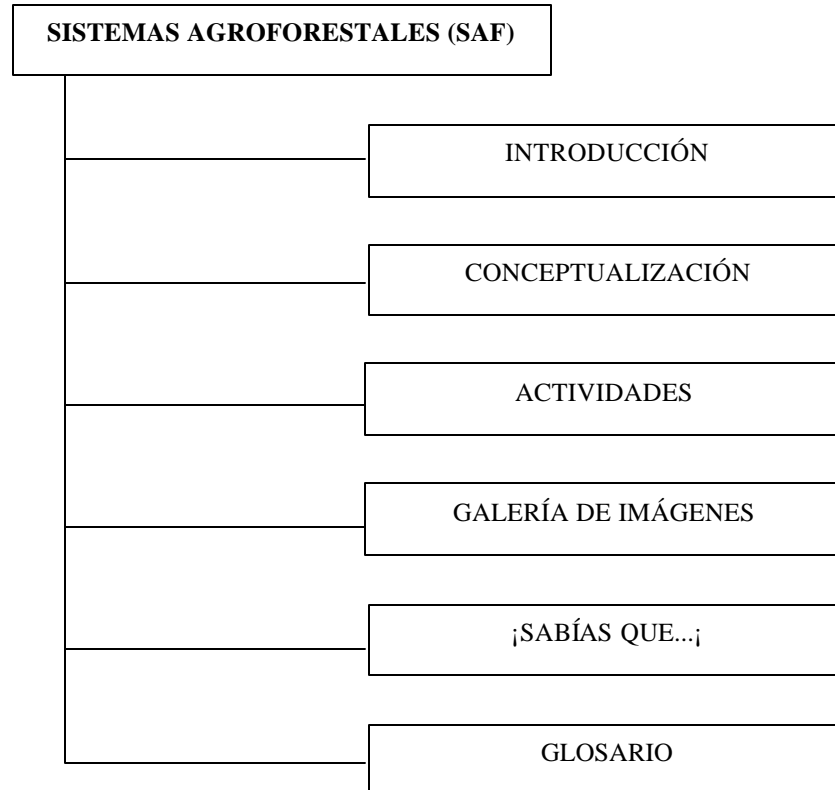 SISTEMAS AGROFORESTALES (SAF)
INTRODUCCIÓN
CONCEPTUALIZACIÓN
ACTIVIDADES
GALERÍA DE IMÁGENES
¡SABÍAS QUE...¡
GLOSARIO